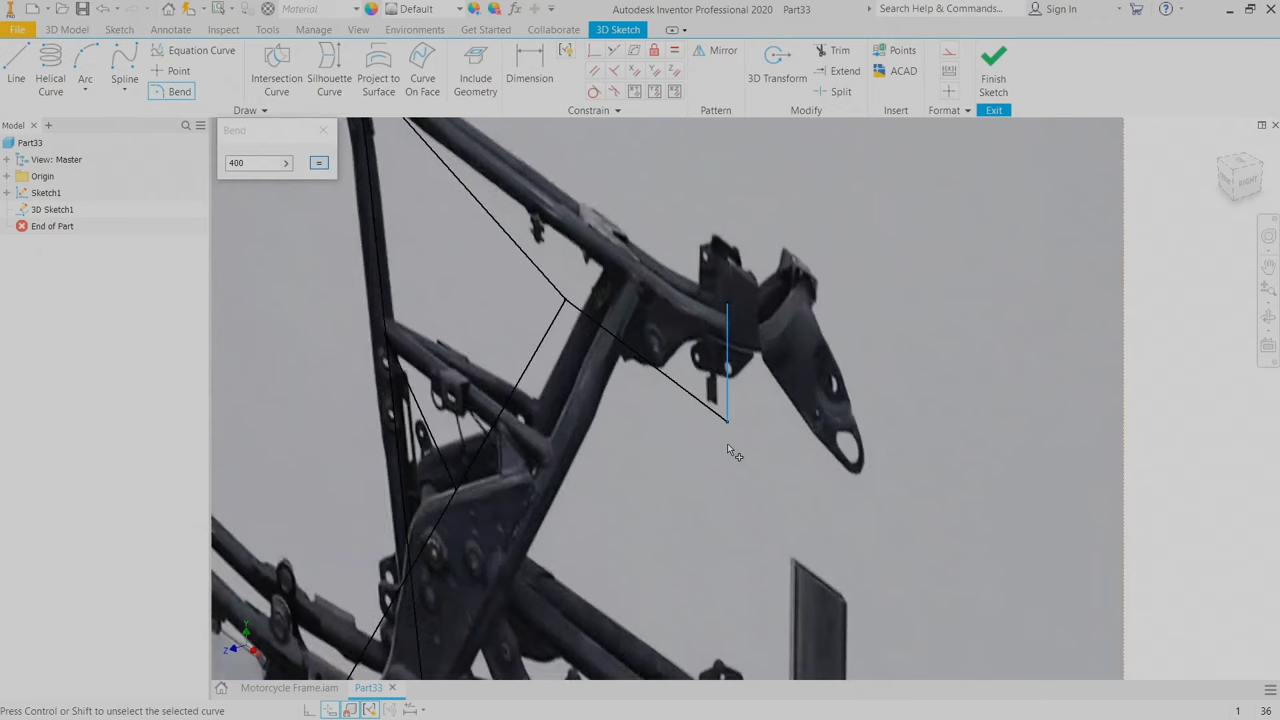 Material
Default
fx
Autodesk Inventor Professional 2020 Part33
Search Help & Commands...
Sign In
File
3D Model
Sketch
Annotate
Inspect
Tools
Manage
View
Environments
Get Started
Collaborate
3D Sketch
Line
Helical
Curve
Arc
Spline
Equation Curve
Point
Bend
Intersection
Curve
Silhouette
Curve
Project to
Surface
Curve
On Face
Include
Geometry
Dimension
Mirror
3D Transform
Trim
Extend
Split
Points
ACAD
Finish
Sketch
Draw
Constrain
Pattern
Modify
Insert
Format
Exit
Model
Part33
View: Master
Origin
Sketch1
3D Sketch1
End of Part
Bend
400
=
RIGHT
Y
Z
Motorcycle Frame.iam
Part33
Press Control or Shift to unselect the selected curve
1
36